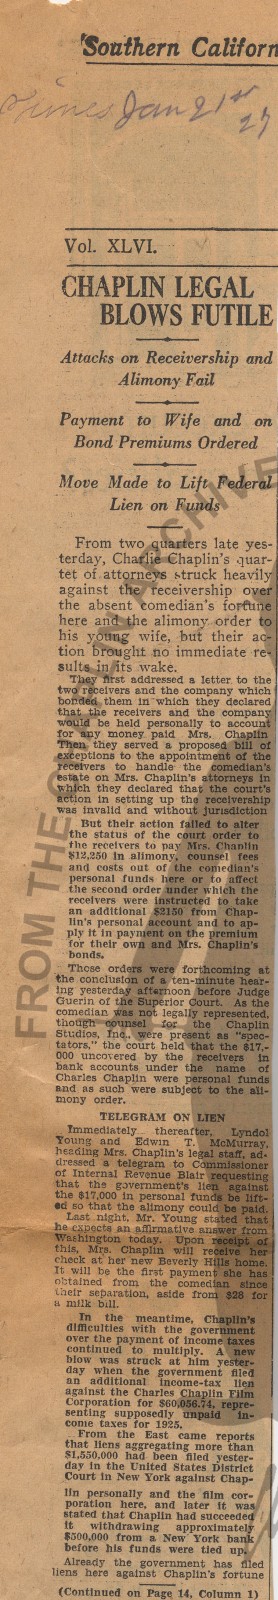 "Southern Californ
Times Jan 21st
27
Vol. XLVI.
CHAPLIN LEGAL
BLOWS FUTILE
Attacks on Receivership and
Alimony Fail
Payment to Wife and on
Bond Premiums Ordered
Move Made to Lift Federal
Lien on Funds
From two quarters late yes-
terday, Charlie Chaplin's quar-
tet of attorneys struck heavily
against the receivership over
the absent comedian's fortune
here and the alimony order to
his young wife, but their ac-
tion brought no immediate re-
sults in its wake.
They first addressed a letter to the
two receivers and the company which
bonded them in which they declared
that the receivers and the company
would be held personally to account
for any money paid Mrs. Chaplin
Then they served a proposed bill of
exceptions to the appointment of the
receivers to handle the comedian's
estate on Mrs. Chaplin's attorneys in
which they declared that the court's
action in setting up the receivership
was invalid and without jurisdiction
But their action failed to alter
the status of the court order to
the receivers to pay Mrs. Chaplin
$12,250 in alimony, counsel fees
and costs out of the comedian's
personal funds here or to affect
the second order under which the
receivers were instructed to take
an additional $2150 from Chap-
lin's personal account and to ap-
ply it in payment on the premium
for their own and Mrs. Chaplin's
bonds.
Those orders were forthcoming at
the conclusion of a ten-minute hear-
ing yesterday afternoon before Judge
Guerin of the Superior Court. As the
comedian was not legally represented,
though counsel for the Chaplin
Studios, Inc., were present as "spec-
tators," the court held that the $17,-
000 uncovered by the receivers in
bank accounts under the name of
Charles Chaplin were personal funds
and as such were subject to the ali-
mony order.
TELEGRAM ON LIEN
Immediately thereafter, Lyndol
Young and Edwin T. McMurray,
heading Mrs. Chaplin's legal staff, ad-
dressed a telegram to Commissioner
of Internal Revenue Blair requesting
that the government's lien against
the $17,000 in personal funds be lift-
ed so that the alimony could be paid.
Last night, Mr. Young stated that
he expects an affirmative answer from
Washington today. Upon receipt of
this, Mrs. Chaplin will receive her
check at her new Beverly Hills home.
It will be the first payment she has
obtained from the comedian since
their separation, aside from $28 for
a milk bill.
In the meantime, Chaplin's
difficulties with the government
over the payment of income taxes
continued to multiply. A new
blow was struck at him yester-
day when the government filed
an additional income-tax lien
against the Charles Chaplin Film
Corporation for $60,056.74, repre-
senting supposedly unpaid in-
come taxes for 1925.
From the East came reports
that liens aggregating more than
$1,550,000 had been filed yester-
day in the United States District
Court in New York against Chap-
lin personally and the film cor-
poration here, and later it was
stated that Chaplin had succeeded
it withdrawing approximately
$500,000 from a New York bank
before his funds were tied up.
Already the government has filed
liens here against Chaplin's fortune
(Continued on Page 14, Column 1)
FROM THE CHAPLIN ARCHIVE